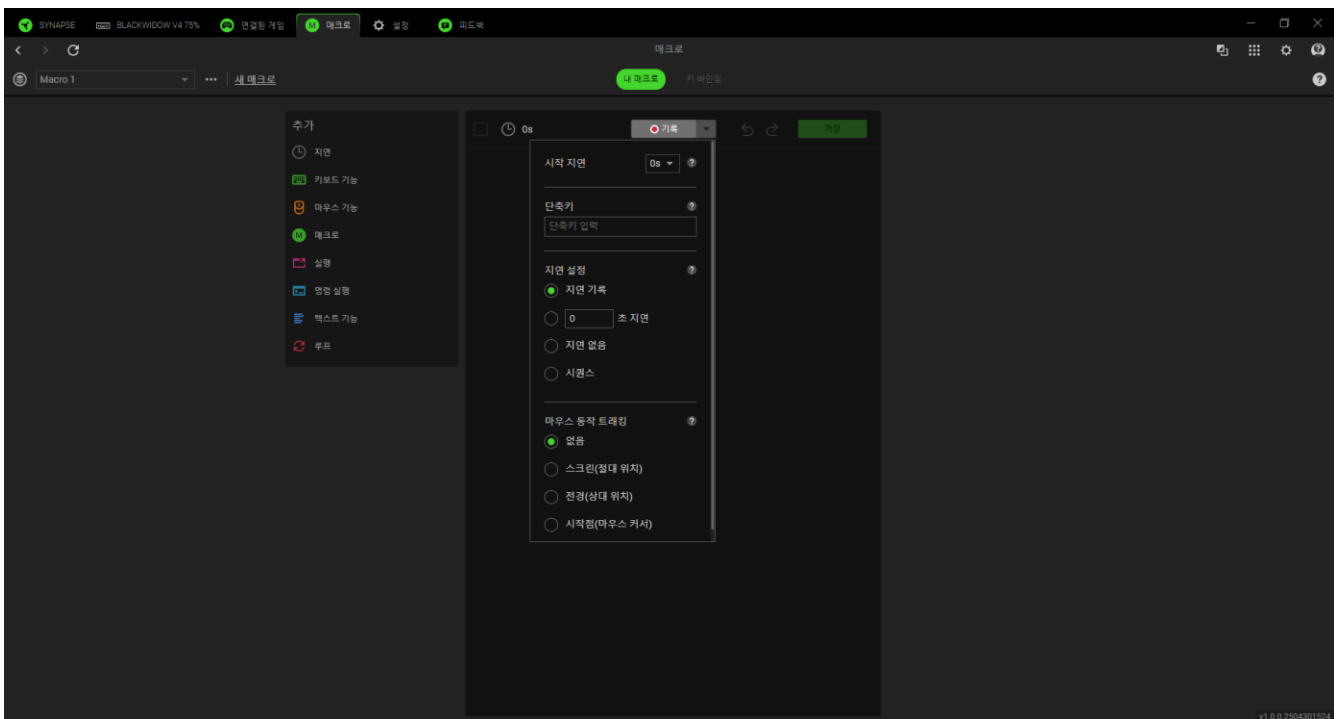 SYNAPSE BLACKWIDOW V4 75% 연결된 게임 M 매크로 설정 피드백
매크로
Macro 1 새 매크로 내 매크로 키 바인딩
추가
0s 기록 저장
지연
키보드 기능
마우스 기능
M 매크로
실행
명령 실행
텍스트 기능
루프
시작 지연 0s
단축키
단축키 입력
지연 설정
지연 기록
0 초 지연
지연 없음
시퀀스
마우스 동작 트래킹
없음
스크린(절대 위치)
전경(상대 위치)
시작점(마우스 커서)
v1.0.0.2504301524